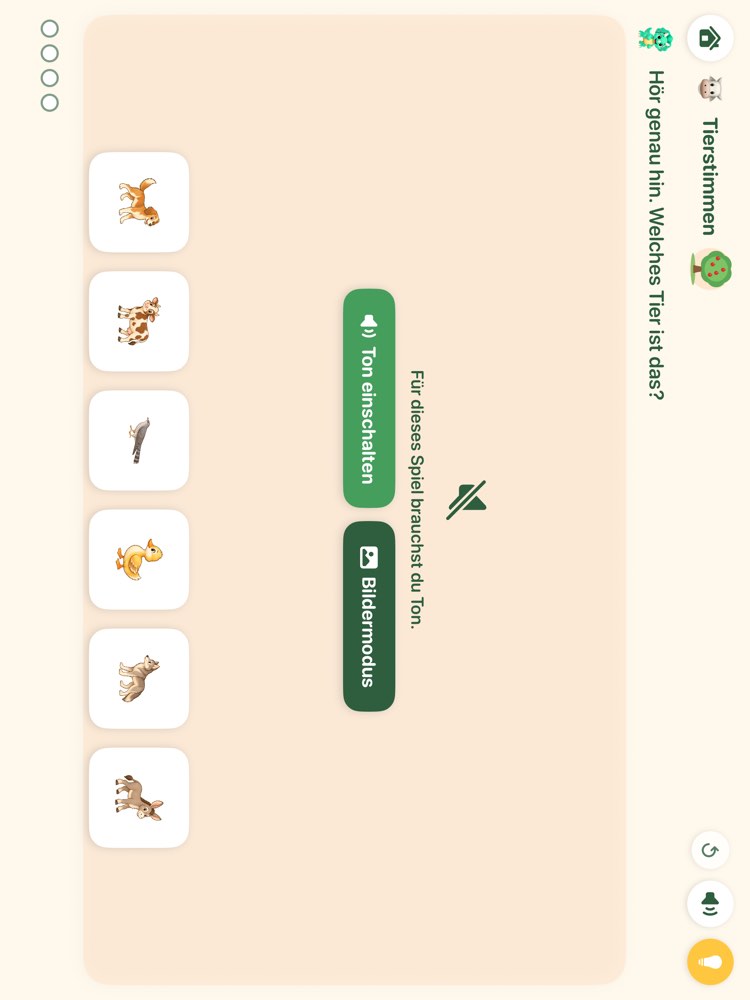 Tierstimmen
Hör genau hin. Welches Tier ist das?
Für dieses Spiel brauchst du Ton.
Ton einschalten
Bildermodus